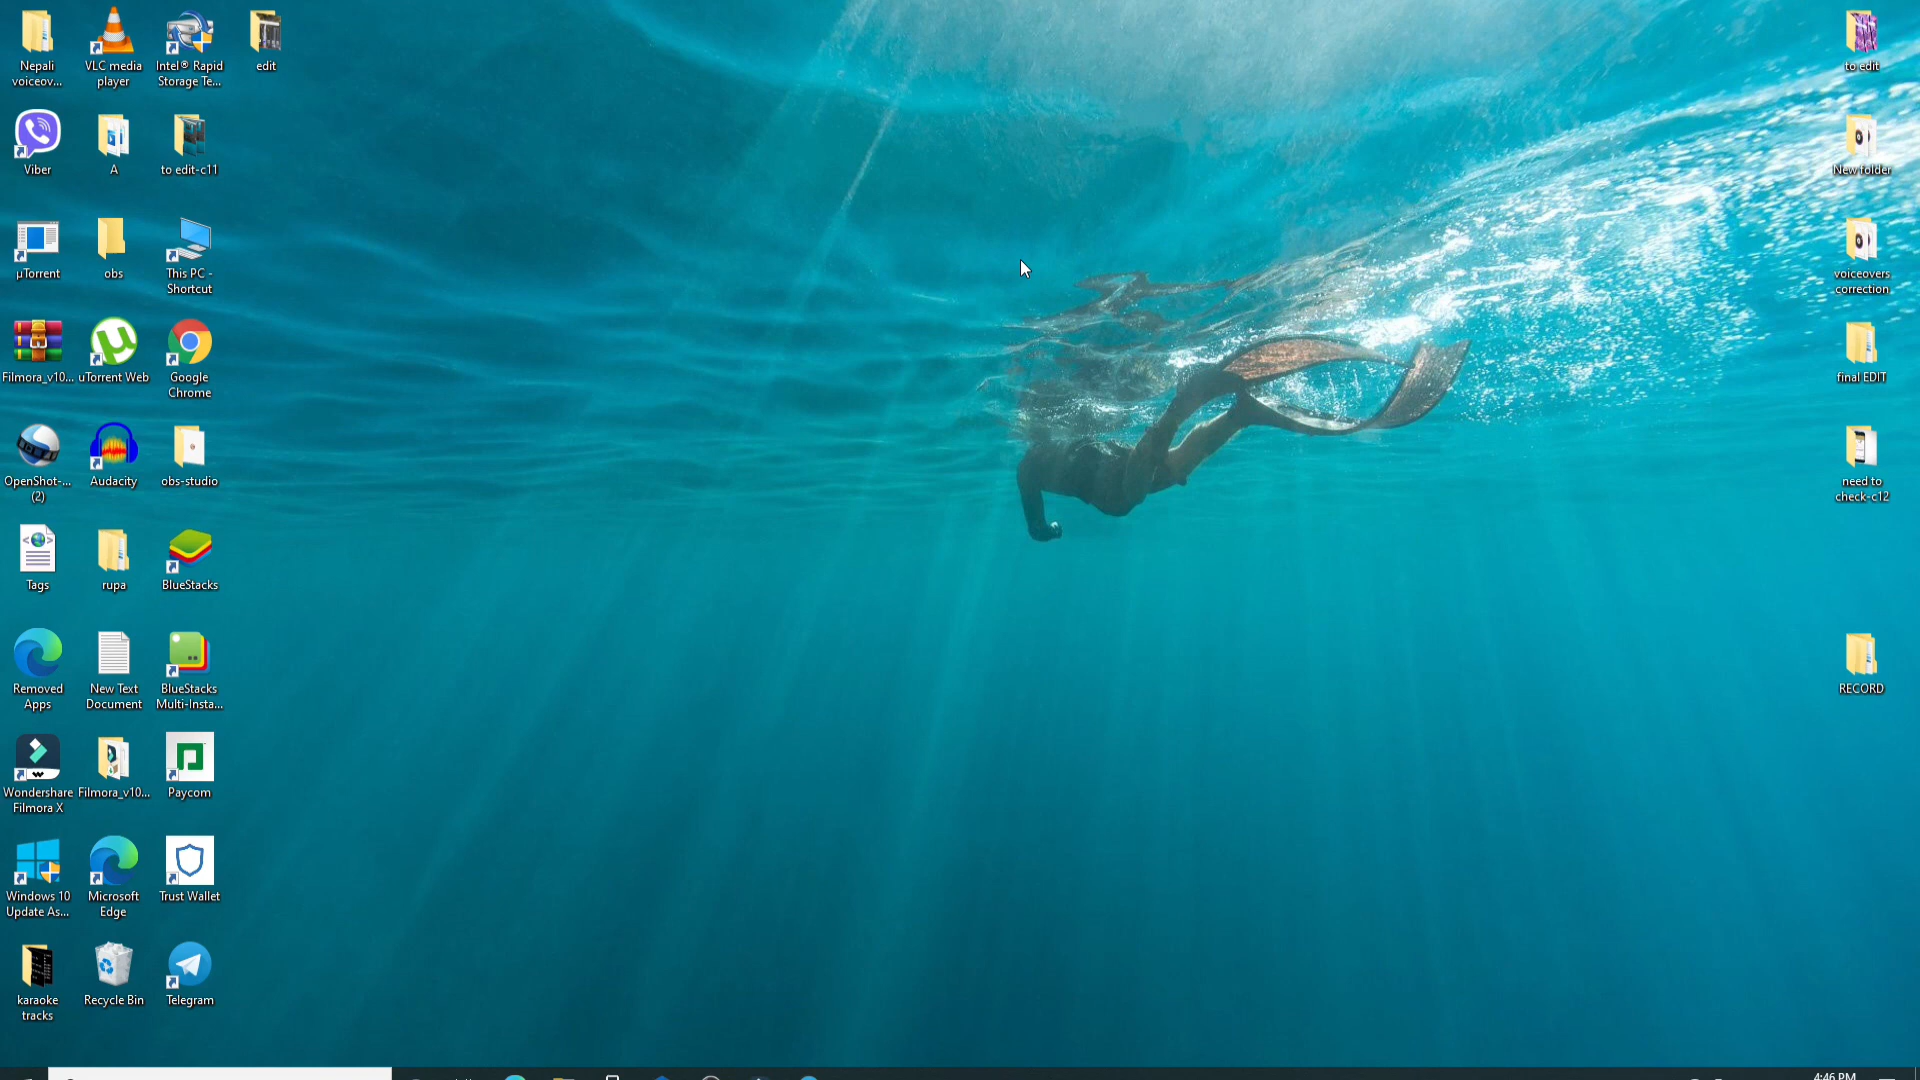 Nepali
voiceov...
VLC media
player
Intel® Rapid
Storage Te...
edit
to edit
Viber
A
to edit-c11
New folder
µTorrent
obs
This PC -
Shortcut
voiceovers
correction
Filmora_v10...
uTorrent Web
Google
Chrome
final EDIT
OpenShot-...
(2)
Audacity
obs-studio
need to
check-c12
Tags
rupa
BlueStacks
Removed
Apps
New Text
Document
BlueStacks
Multi-Insta...
RECORD
Wondershare
Filmora X
Filmora_v10...
Paycom
Windows 10
Update As...
Microsoft
Edge
Trust Wallet
karaoke
tracks
Recycle Bin
Telegram
4:46 PM